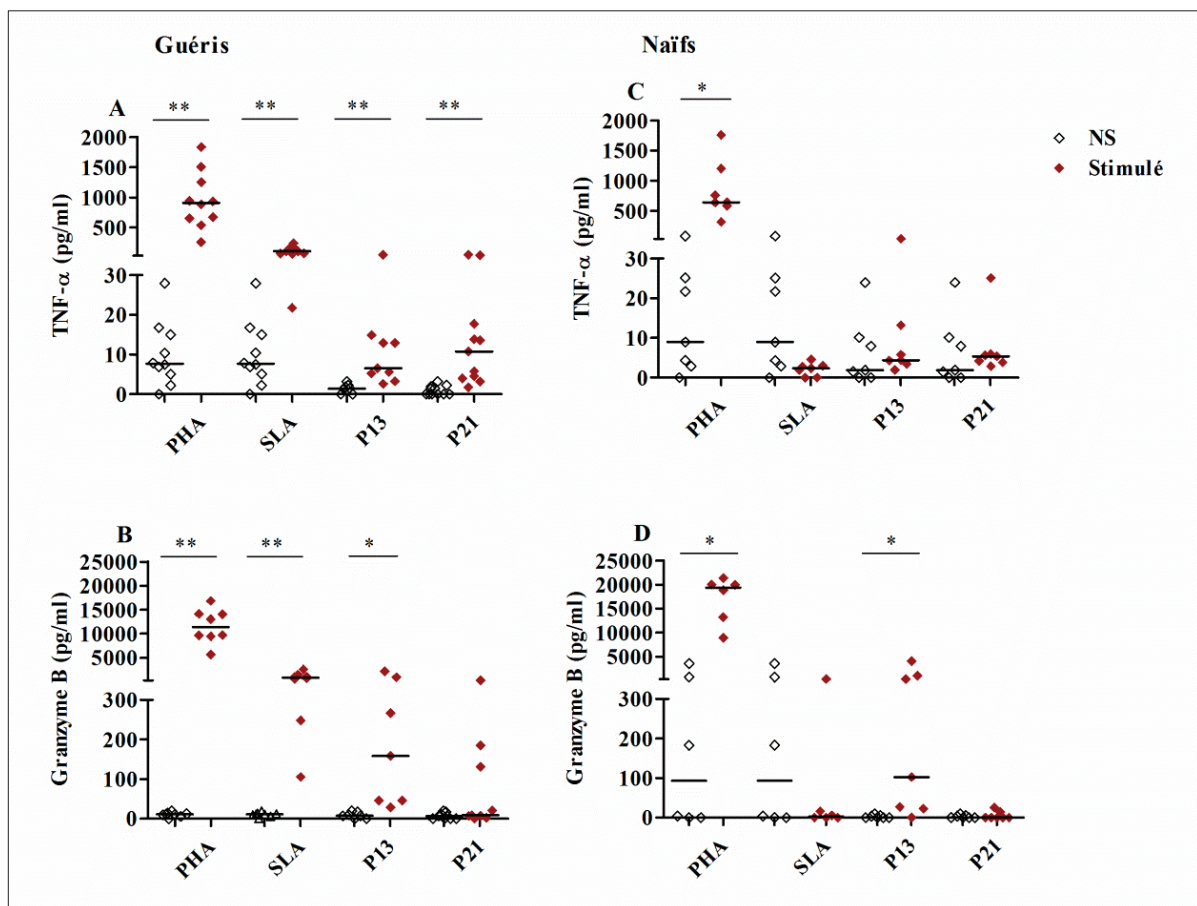 Guéris
Naïfs
A
**
**
**
**
TNF-α (pg/ml)
2000
1500
1000
500
30
20
10
0
PHA
SLA
P13
P21
C
*
TNF-α (pg/ml)
2000
1500
1000
500
30
20
10
0
PHA
SLA
P13
P21
NS
Stimulé
B
**
**
*
Granzyme B (pg/ml)
25000
20000
15000
10000
5000
300
200
100
0
PHA
SLA
P13
P21
D
*
*
Granzyme B (pg/ml)
25000
20000
15000
10000
5000
300
200
100
0
PHA
SLA
P13
P21